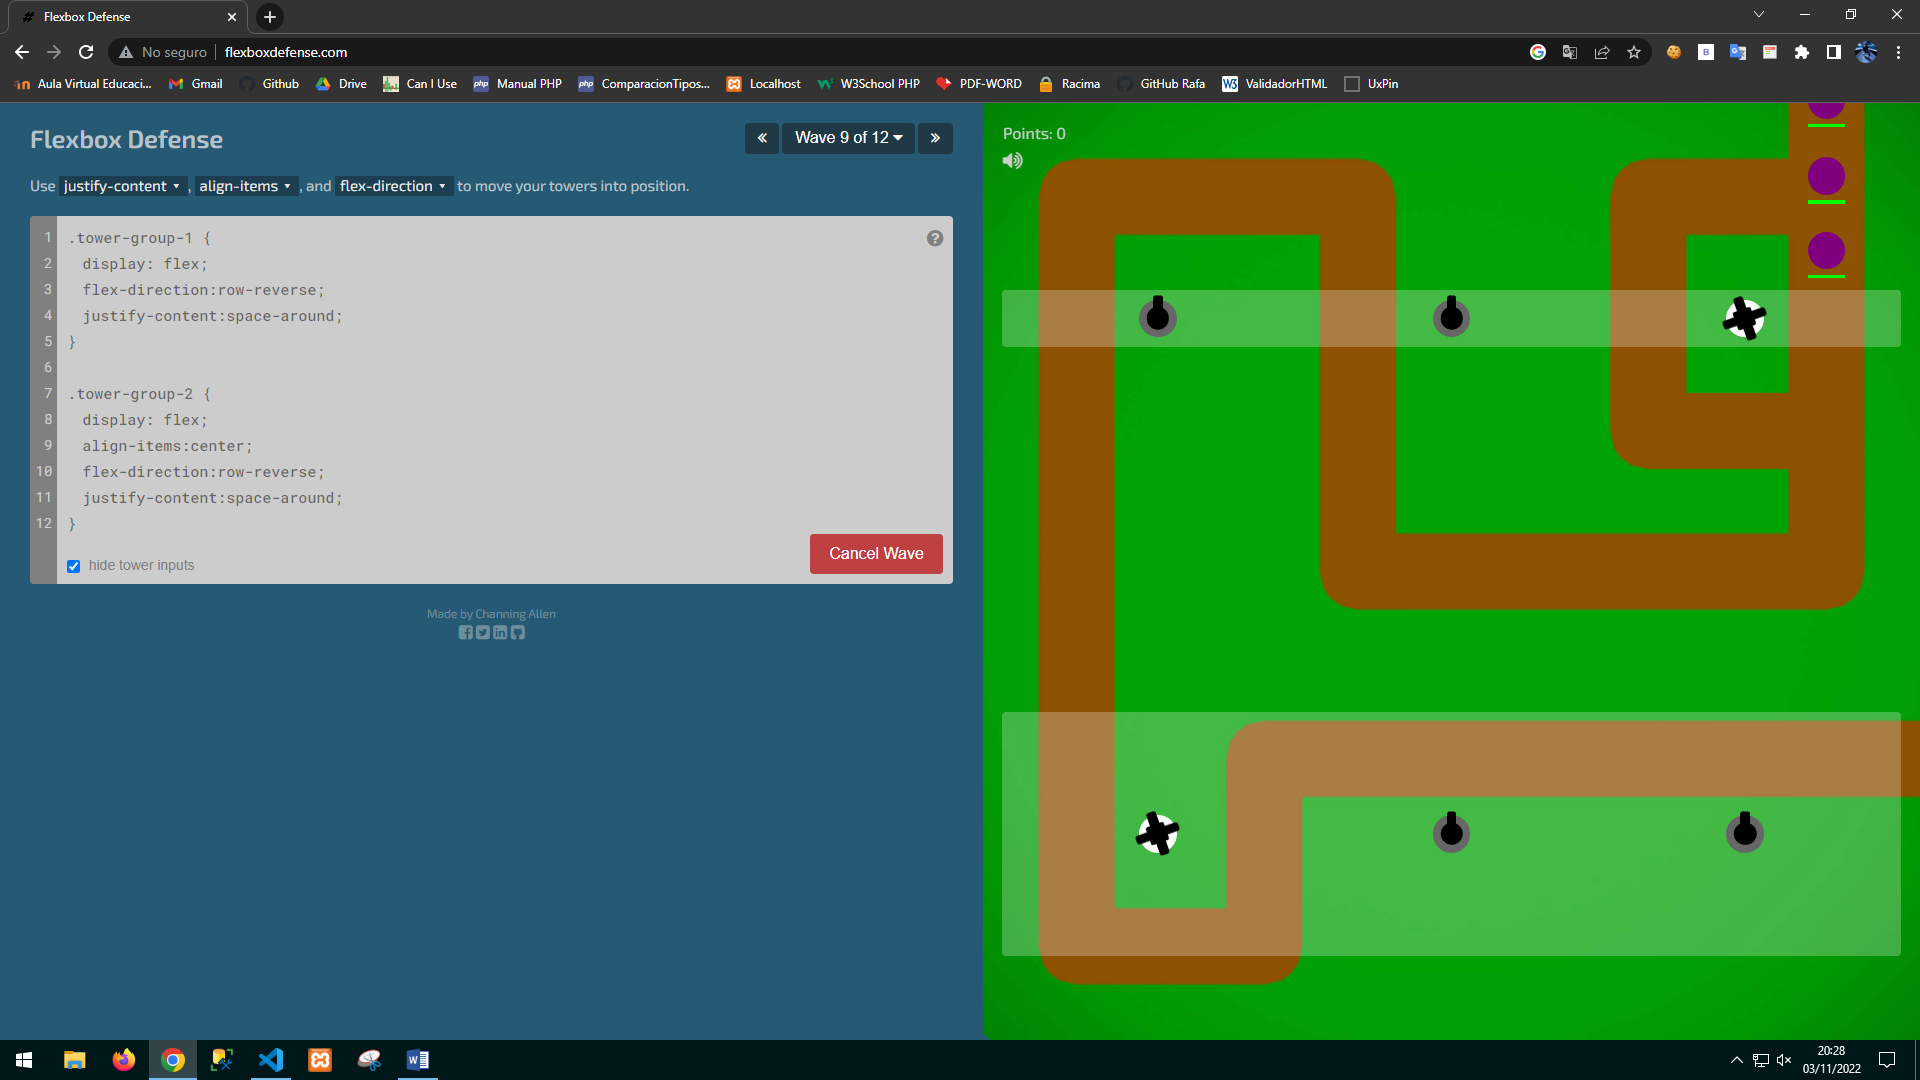 Flexbox Defense
No seguro
flexboxdefense.com
Aula Virtual Educaci...
Gmail
Github
Drive
Can I Use
php
Manual PHP
php
ComparacionTipos...
Localhost
W3School PHP
PDF-WORD
Racima
GitHub Rafa
W3
ValidadorHTML
UxPin
Flexbox Defense
Wave 9 of 12
Use justify-content , align-items , and flex-direction to move your towers into position.
1 .tower-group-1 {
2 display: flex;
3 flex-direction:row-reverse;
4 justify-content:space-around;
5 }
6
7 .tower-group-2 {
8 display: flex;
9 align-items:center;
10 flex-direction:row-reverse;
11 justify-content:space-around;
12 }
hide tower inputs
Cancel Wave
Made by Channing Allen
Points: 0
20:28
03/11/2022